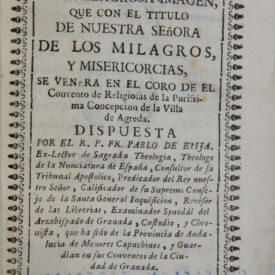 IMAGEN,
QUE CON EL TITULO
DE NUESTRA SEñORA
DE LOS MILAGROS,
Y MISERICORCIAS,
SE VENERA EN EL CORO DE EL
Convento de Religiosas de la Purissi-
ma Concepcion de la Villa
de Agreda.
DISPUESTA
POR EL R. P. FR. PABLO DE EZIJA.
Ex-Lector de Sagrada Theologia, Theologo
de la Nunciatura de España, Consultor de su
Tribunal Apostolico, Predicador del Rey nues-
tro Señor, Calificador de su Supremo Conse-
jo de la Santa General Inquisicion, Revisor
de las Librerias, Examinador Synodal del
Arzobispado de Granada, Custodio, y Chro-
nista, que ha sido de la Provincia de Anda-
lucia de Menores Capuchinos, y Guar-
dian en sus Conventos de la Ciu-
dad de Granada.